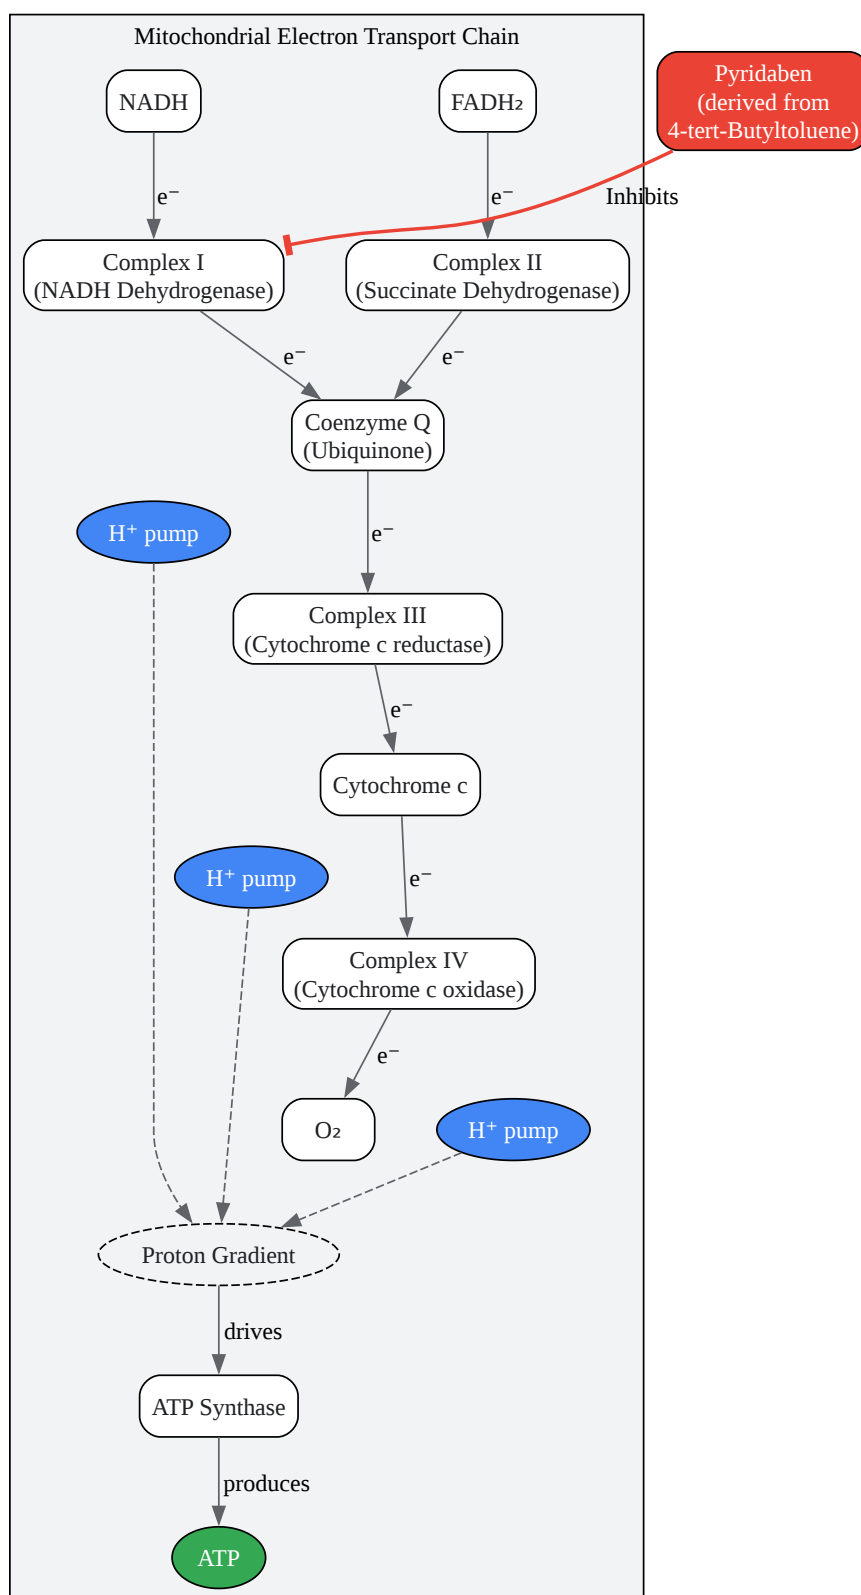 Mitochondrial Electron Transport Chain
Pyridaben
(derived from
4-tert-Butyltoluene)
NADH
FADH₂
e⁻
e⁻
Inhibits
Complex I
(NADH Dehydrogenase)
Complex II
(Succinate Dehydrogenase)
e⁻
e⁻
Coenzyme Q
(Ubiquinone)
H⁺ pump
e⁻
Complex III
(Cytochrome c reductase)
e⁻
Cytochrome c
H⁺ pump
e⁻
Complex IV
(Cytochrome c oxidase)
e⁻
O₂
H⁺ pump
Proton Gradient
drives
ATP Synthase
produces
ATP